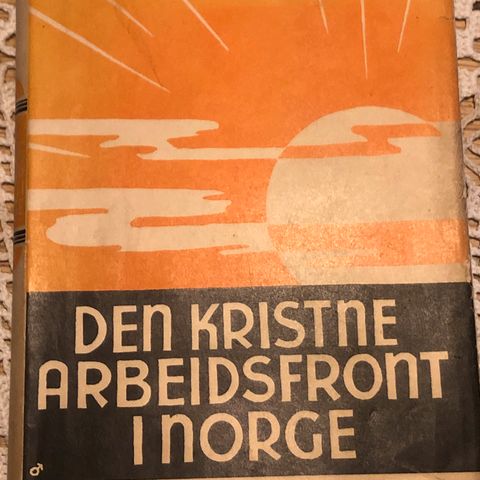 DEN KRISTNE
ARBEIDSFRONT
I NORGE